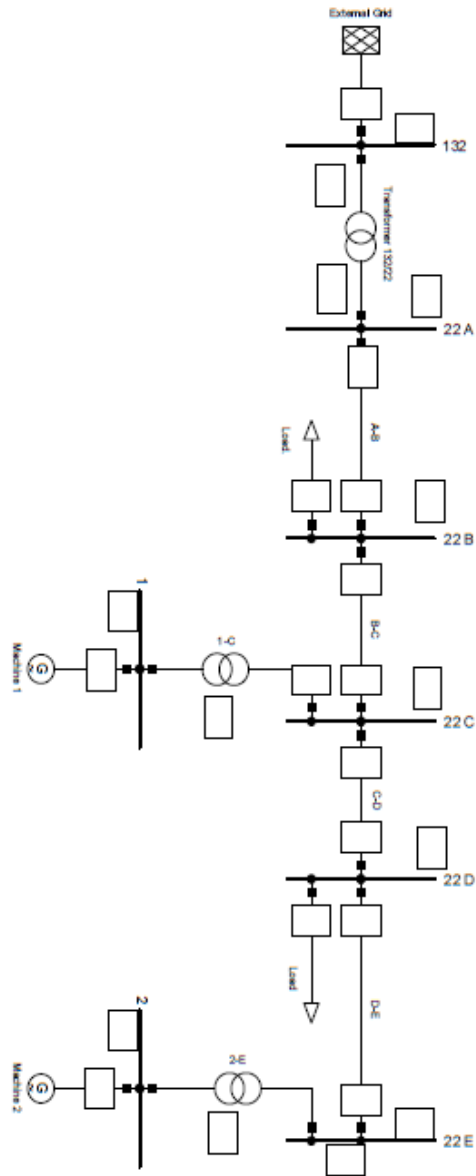 External Grid
132
Transformer 132/22
22 A
A-B
Load.
22 B
B-C
1
1-C
G
Machine 1
22 C
C-D
22 D
Load
D-E
2
2-E
G
Machine 2
22 E